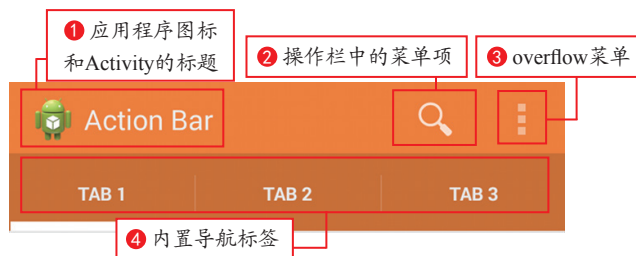 ❶ 应用程序图标
和Activity的标题
❷ 操作栏中的菜单项
❸ overflow菜单
Action Bar
TAB 1
TAB 2
TAB 3
❹ 内置导航标签